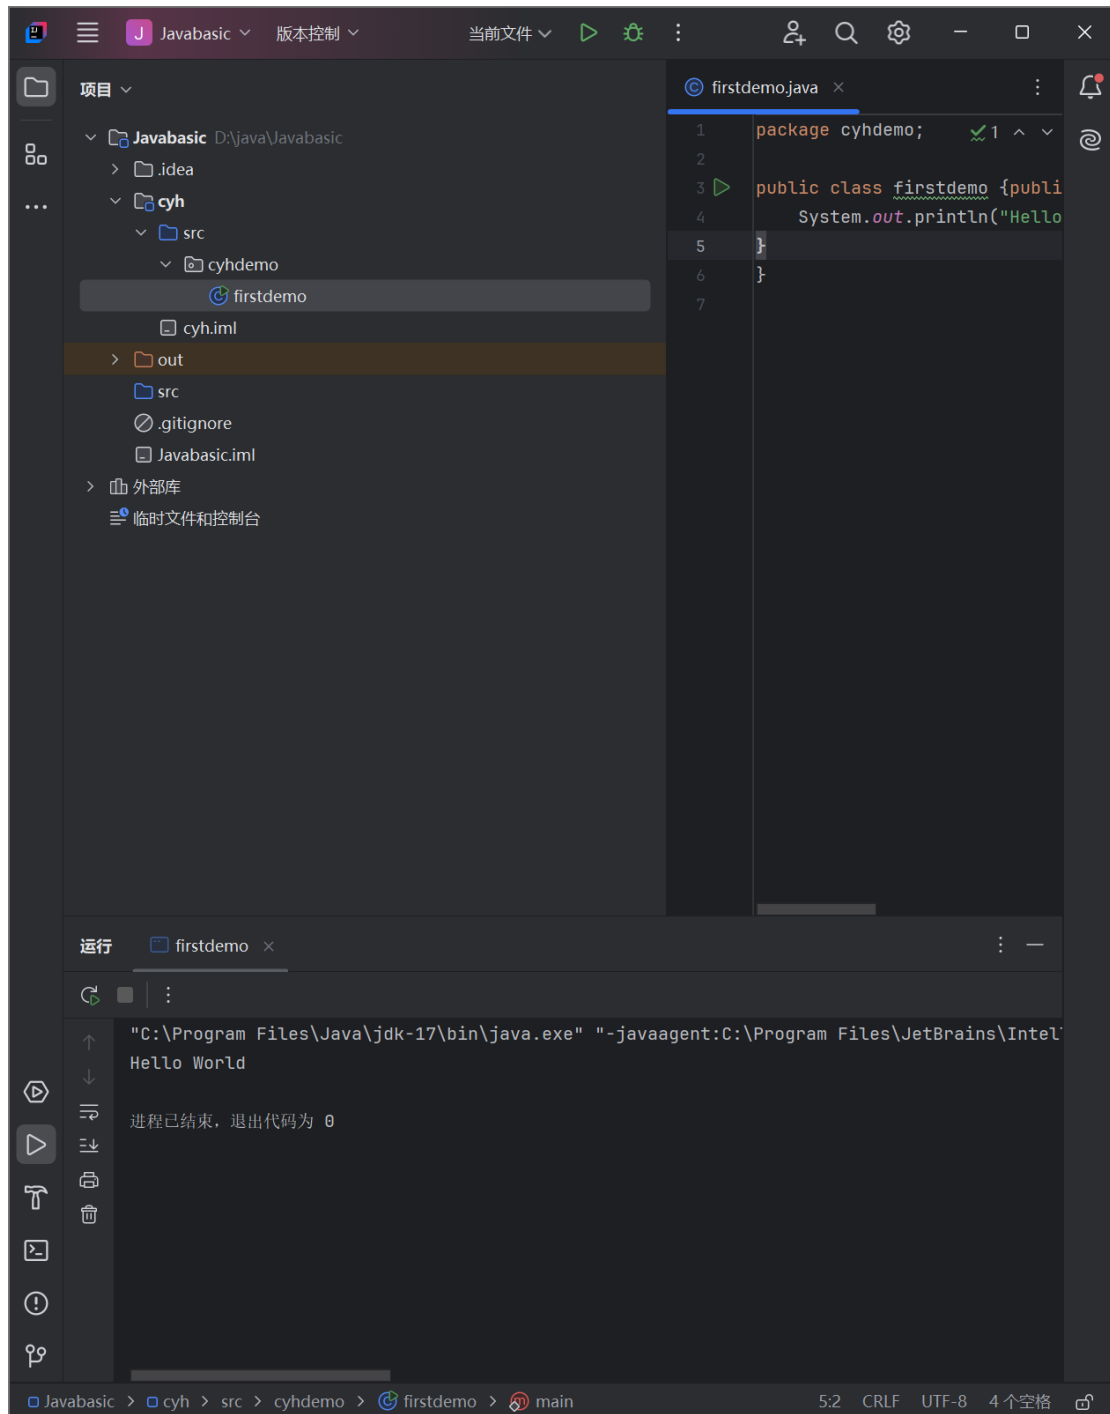 J Javabasic 版本控制 当前文件
项目
firstdemo.java
Javabasic D:\java\Javabasic
.idea
cyh
src
cyhdemo
firstdemo
cyh.iml
out
src
.gitignore
Javabasic.iml
外部库
临时文件和控制台
1 package cyhdemo; 1
2
3 public class firstdemo {publi
4 System.out.println("Hello
5 }
6 }
7
运行 firstdemo
"C:\Program Files\Java\jdk-17\bin\java.exe" "-javaagent:C:\Program Files\JetBrains\Intel
Hello World
进程已结束，退出代码为 0
Javabasic > cyh > src > cyhdemo > firstdemo > main 5:2 CRLF UTF-8 4 个空格